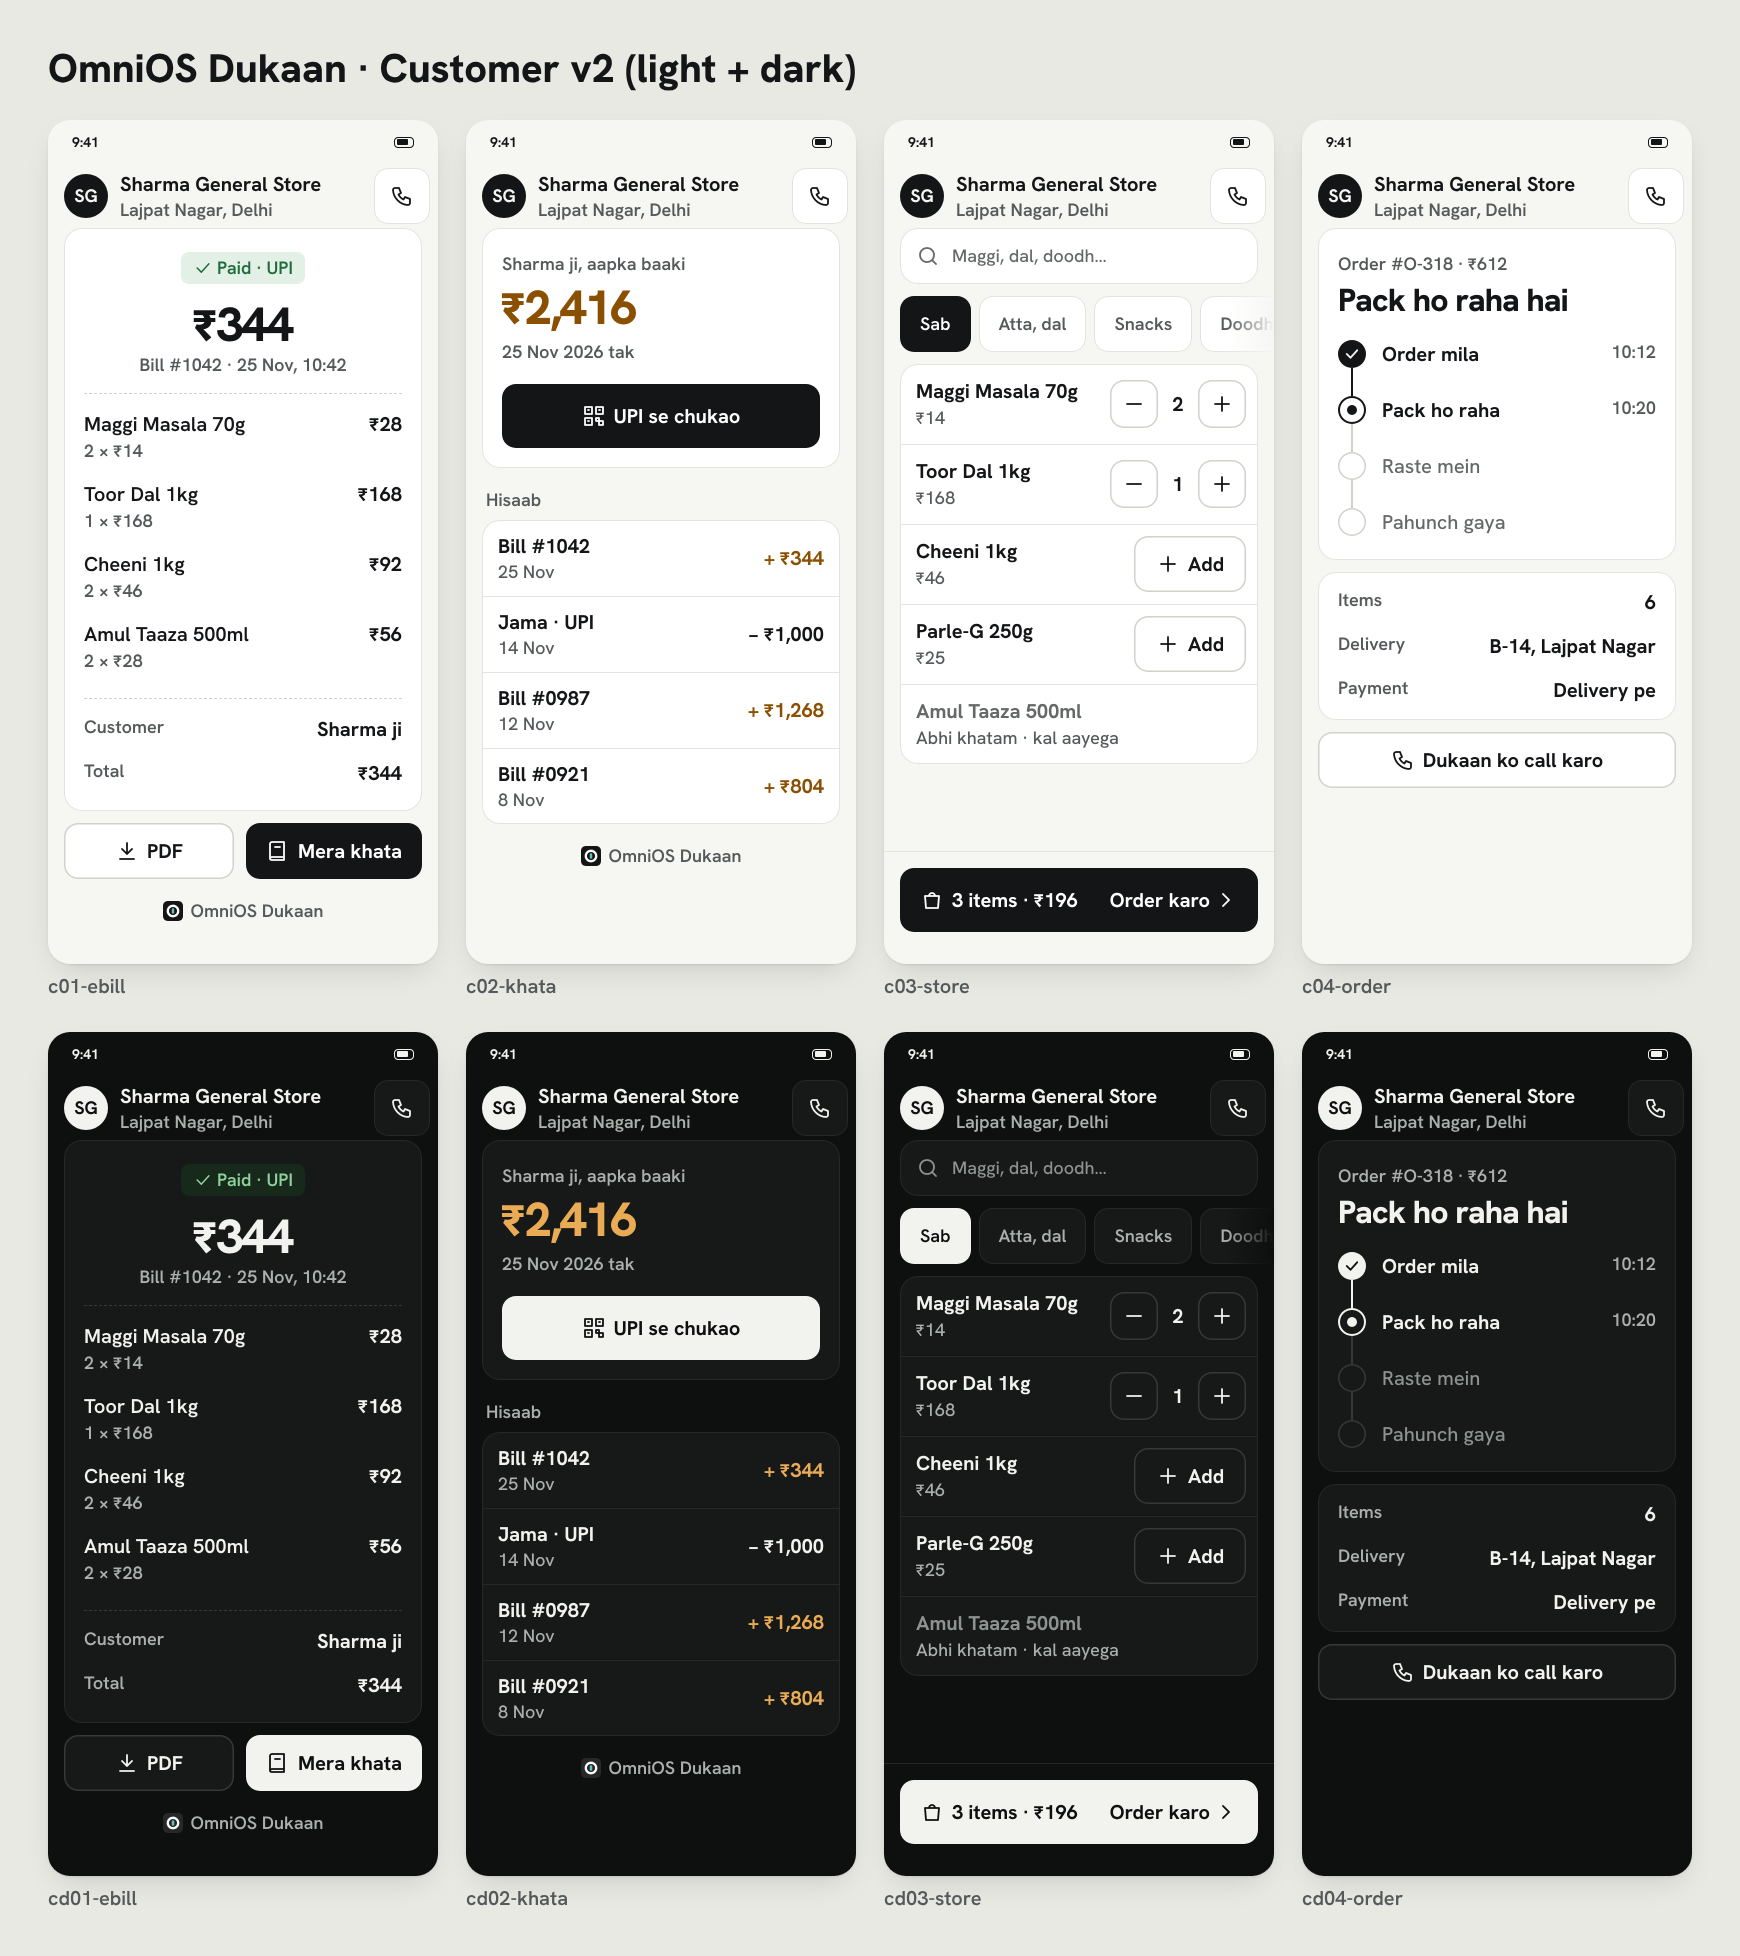 OmniOS Dukaan · Customer v2 (light + dark)
9:41
SG
Sharma General Store
Lajpat Nagar, Delhi
Paid · UPI
₹344
Bill #1042 · 25 Nov, 10:42
Maggi Masala 70g ₹28
2 × ₹14
Toor Dal 1kg ₹168
1 × ₹168
Cheeni 1kg ₹92
2 × ₹46
Amul Taaza 500ml ₹56
2 × ₹28
Customer Sharma ji
Total ₹344
PDF Mera khata
OmniOS Dukaan
c01-ebill
9:41
SG
Sharma General Store
Lajpat Nagar, Delhi
Sharma ji, aapka baaki
₹2,416
25 Nov 2026 tak
UPI se chukao
Hisaab
Bill #1042 + ₹344
25 Nov
Jama · UPI − ₹1,000
14 Nov
Bill #0987 + ₹1,268
12 Nov
Bill #0921 + ₹804
8 Nov
OmniOS Dukaan
c02-khata
9:41
SG
Sharma General Store
Lajpat Nagar, Delhi
Maggi, dal, doodh...
Sab Atta, dal Snacks Doodh
Maggi Masala 70g 2
₹14
Toor Dal 1kg 1
₹168
Cheeni 1kg + Add
₹46
Parle-G 250g + Add
₹25
Amul Taaza 500ml
Abhi khatam · kal aayega
3 items · ₹196 Order karo
c03-store
9:41
SG
Sharma General Store
Lajpat Nagar, Delhi
Order #O-318 · ₹612
Pack ho raha hai
Order mila 10:12
Pack ho raha 10:20
Raste mein
Pahunch gaya
Items 6
Delivery B-14, Lajpat Nagar
Payment Delivery pe
Dukaan ko call karo
c04-order
9:41
SG
Sharma General Store
Lajpat Nagar, Delhi
Paid · UPI
₹344
Bill #1042 · 25 Nov, 10:42
Maggi Masala 70g ₹28
2 × ₹14
Toor Dal 1kg ₹168
1 × ₹168
Cheeni 1kg ₹92
2 × ₹46
Amul Taaza 500ml ₹56
2 × ₹28
Customer Sharma ji
Total ₹344
PDF Mera khata
OmniOS Dukaan
cd01-ebill
9:41
SG
Sharma General Store
Lajpat Nagar, Delhi
Sharma ji, aapka baaki
₹2,416
25 Nov 2026 tak
UPI se chukao
Hisaab
Bill #1042 + ₹344
25 Nov
Jama · UPI − ₹1,000
14 Nov
Bill #0987 + ₹1,268
12 Nov
Bill #0921 + ₹804
8 Nov
OmniOS Dukaan
cd02-khata
9:41
SG
Sharma General Store
Lajpat Nagar, Delhi
Maggi, dal, doodh...
Sab Atta, dal Snacks Doodh
Maggi Masala 70g 2
₹14
Toor Dal 1kg 1
₹168
Cheeni 1kg + Add
₹46
Parle-G 250g + Add
₹25
Amul Taaza 500ml
Abhi khatam · kal aayega
3 items · ₹196 Order karo
cd03-store
9:41
SG
Sharma General Store
Lajpat Nagar, Delhi
Order #O-318 · ₹612
Pack ho raha hai
Order mila 10:12
Pack ho raha 10:20
Raste mein
Pahunch gaya
Items 6
Delivery B-14, Lajpat Nagar
Payment Delivery pe
Dukaan ko call karo
cd04-order